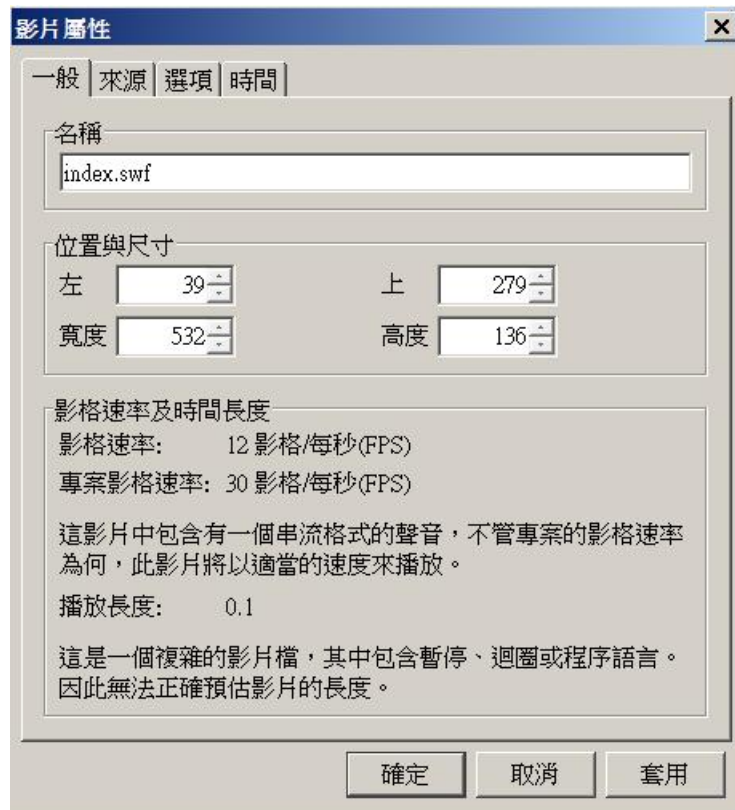 影片屬性
一般 來源 選項 時間
名稱
index.swf
位置與尺寸
左 39 上 279
寬度 532 高度 136
影格速率及時間長度
影格速率: 12 影格/每秒(FPS)
專案影格速率: 30 影格/每秒(FPS)
這影片中包含有一個串流格式的聲音，不管專案的影格速率
為何，此影片將以適當的速度來播放。
播放長度: 0.1
這是一個複雜的影片檔，其中包含暫停、迴圈或程序語言。
因此無法正確預估影片的長度。
確定 取消 套用